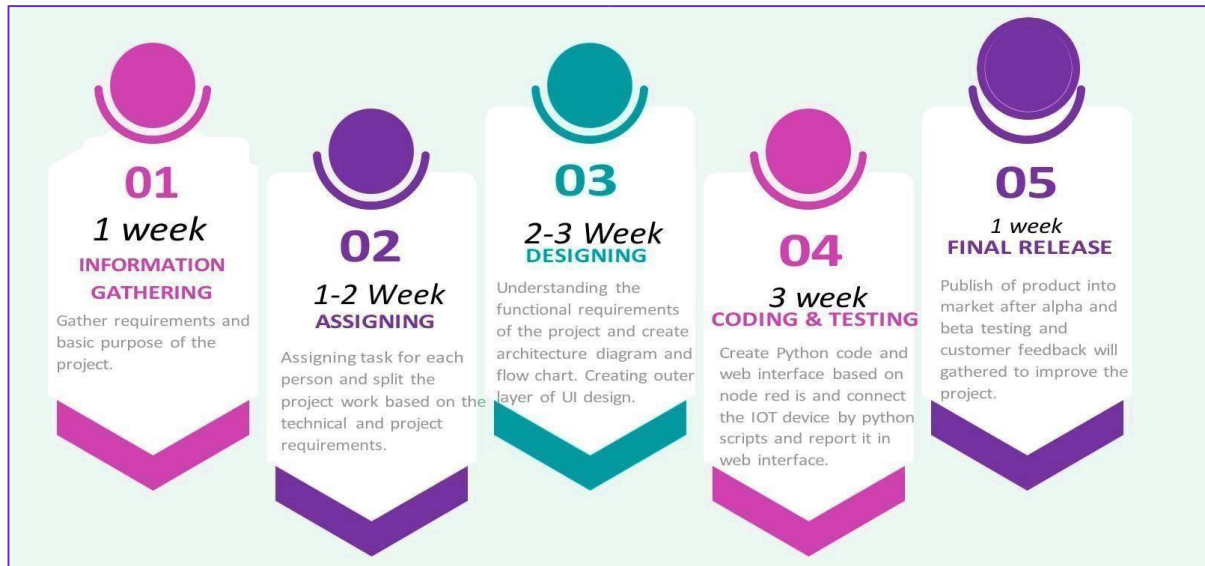 01
1 week
INFORMATION
GATHERING
Gather requirements and
basic purpose of the
project.
02
1-2 Week
ASSIGNING
Assigning task for each
person and split the
project work based on the
technical and project
requirements.
03
2-3 Week
DESIGNING
Understanding the
functional requirements
of the project and create
architecture diagram and
flow chart. Creating outer
layer of UI design.
04
3 week
CODING & TESTING
Create Python code and
web interface based on
node red is and connect
the IOT device by python
scripts and report it in
web interface.
05
1 week
FINAL RELEASE
Publish of product into
market after alpha and
beta testing and
customer feedback will
gathered to improve the
project.